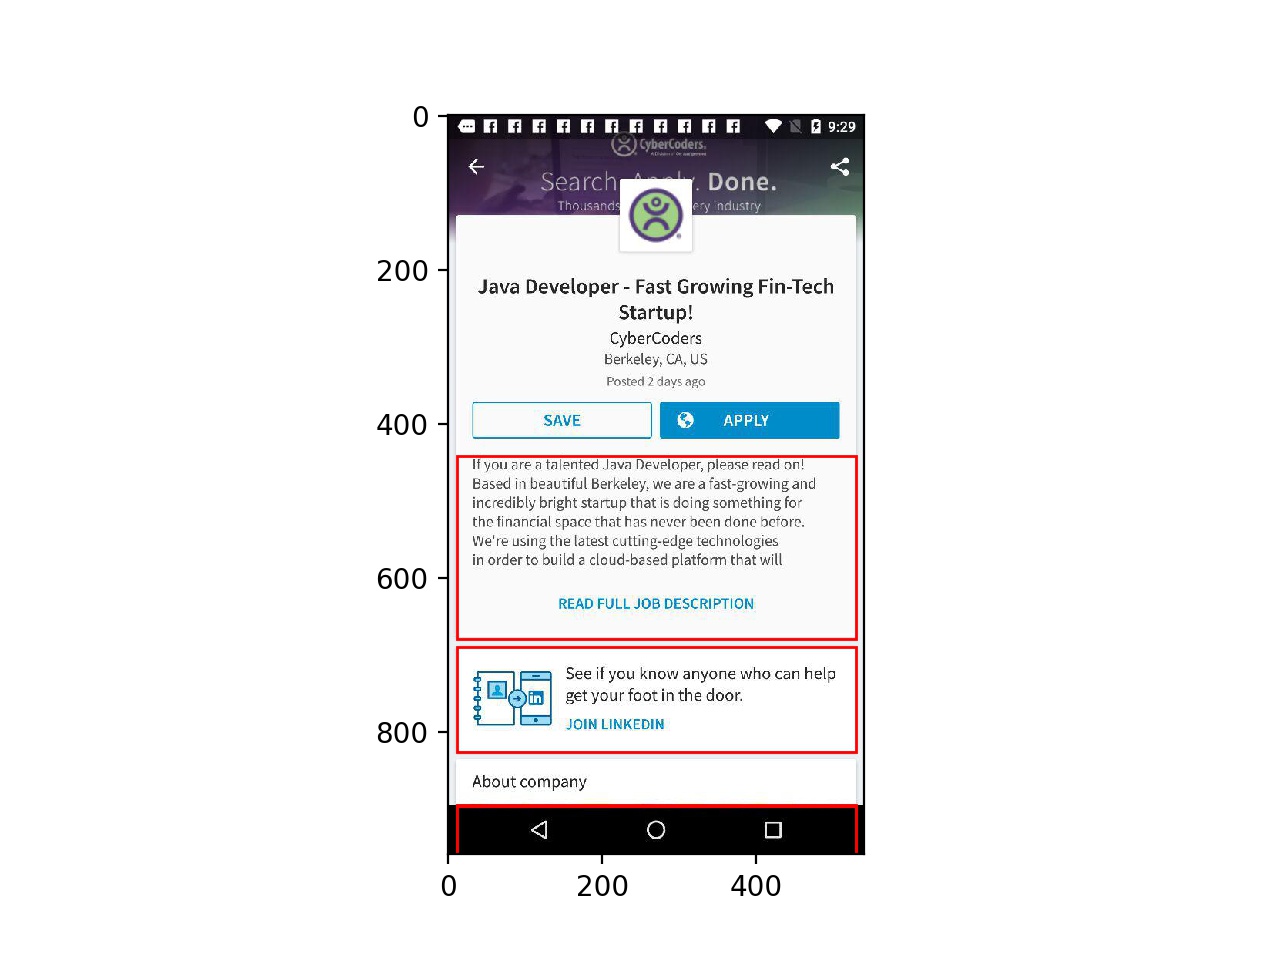 0
200
400
600
800
0
200
400
9:29
CyberCoders
Search. Done.
Thousands
ery industry
Java Developer - Fast Growing Fin-Tech
Startup!
CyberCoders
Berkeley, CA, US
Posted 2 days ago
SAVE
APPLY
If you are a talented Java Developer, please read on!
Based in beautiful Berkeley, we are a fast-growing and
incredibly bright startup that is doing something for
the financial space that has never been done before.
We're using the latest cutting-edge technologies
in order to build a cloud-based platform that will
READ FULL JOB DESCRIPTION
See if you know anyone who can help
get your foot in the door.
JOIN LINKEDIN
About company